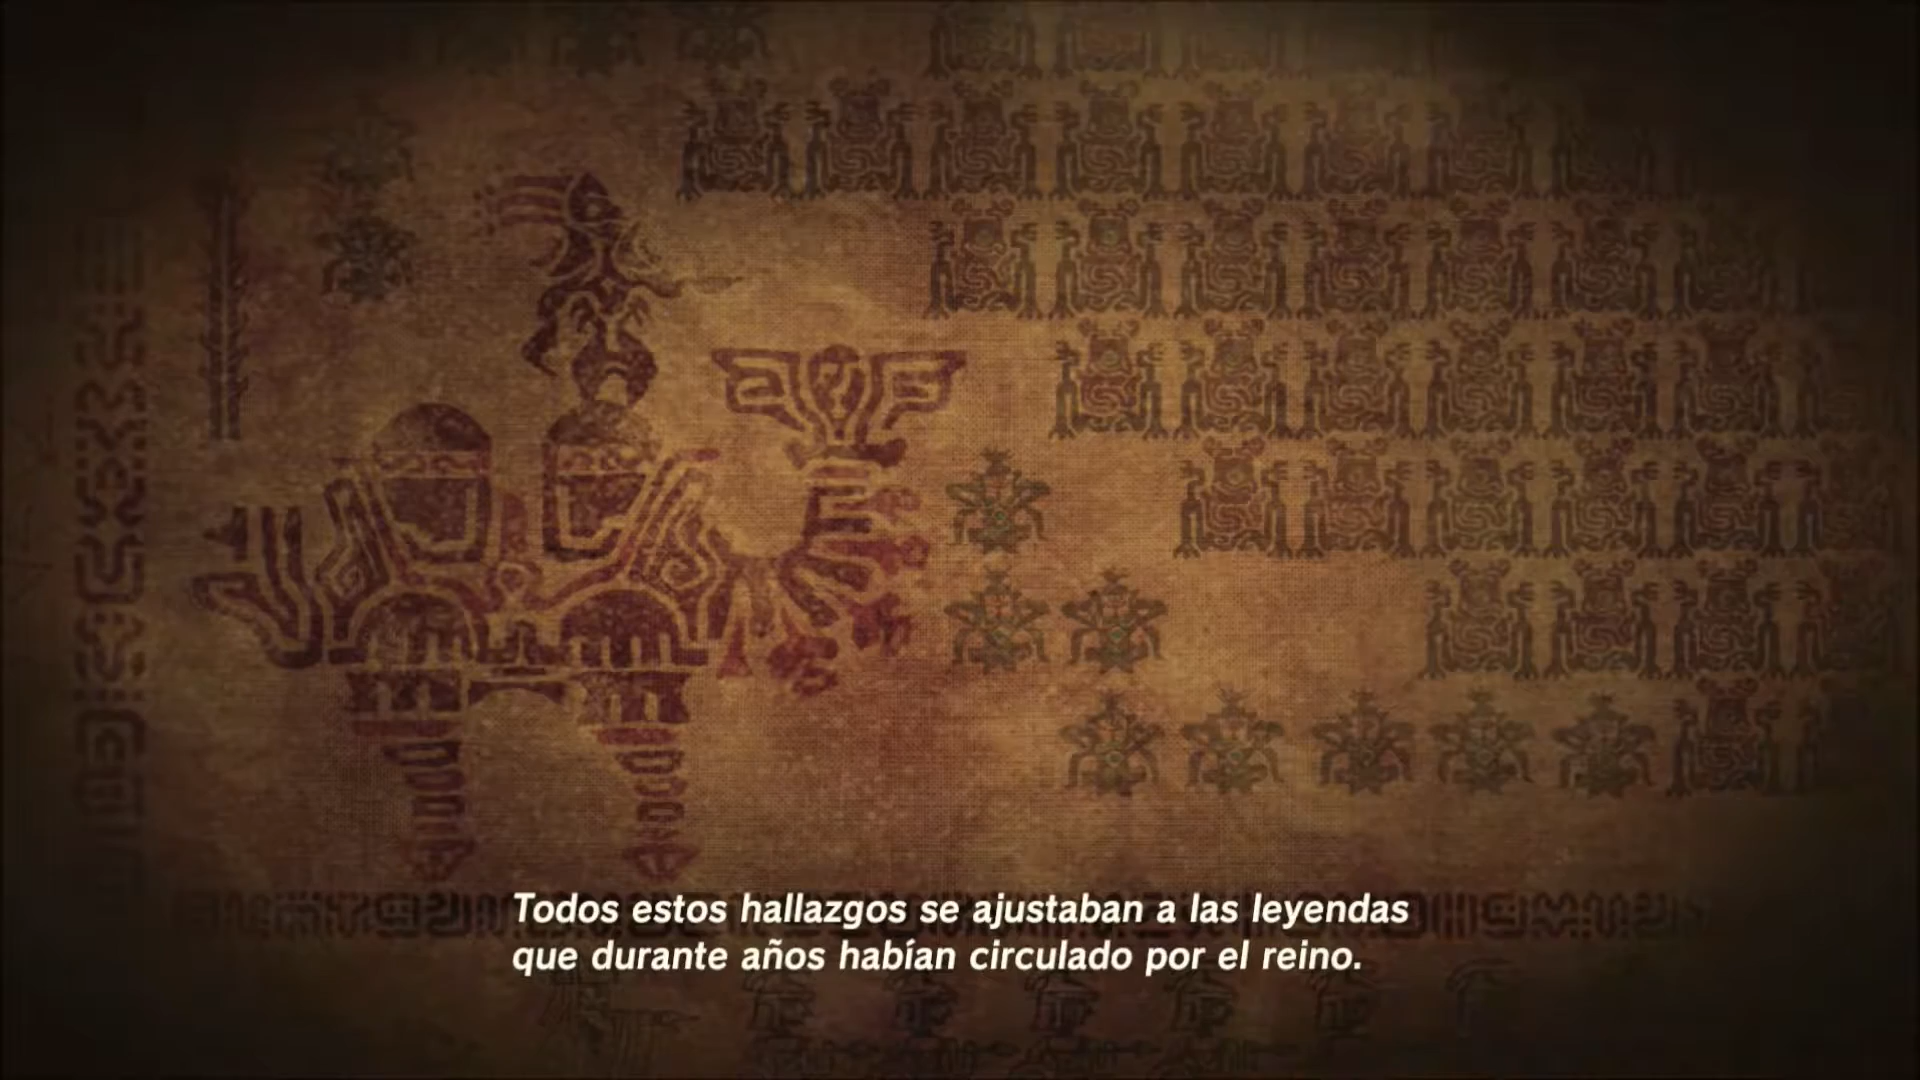 Todos estos hallazgos se ajustaban a las leyendas
que durante años habían circulado por el reino.